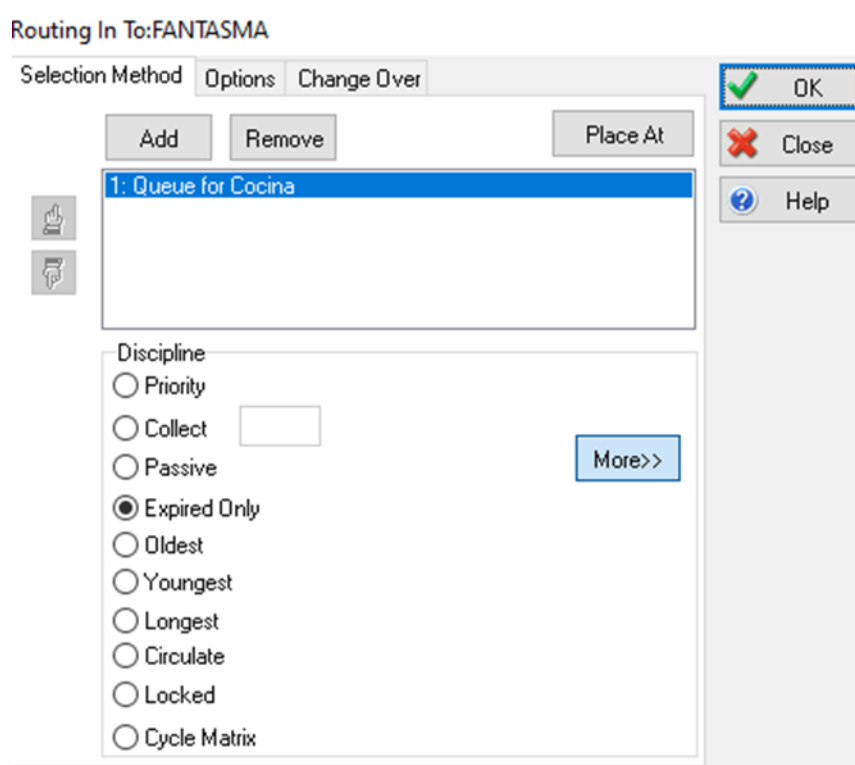 Routing In To:FANTASMA
Selection Method Options Change Over
OK
Add Remove Place At
Close
1: Queue for Cocina
Help
Discipline
Priority
Collect
More>>
Passive
Expired Only
Oldest
Youngest
Longest
Circulate
Locked
Cycle Matrix